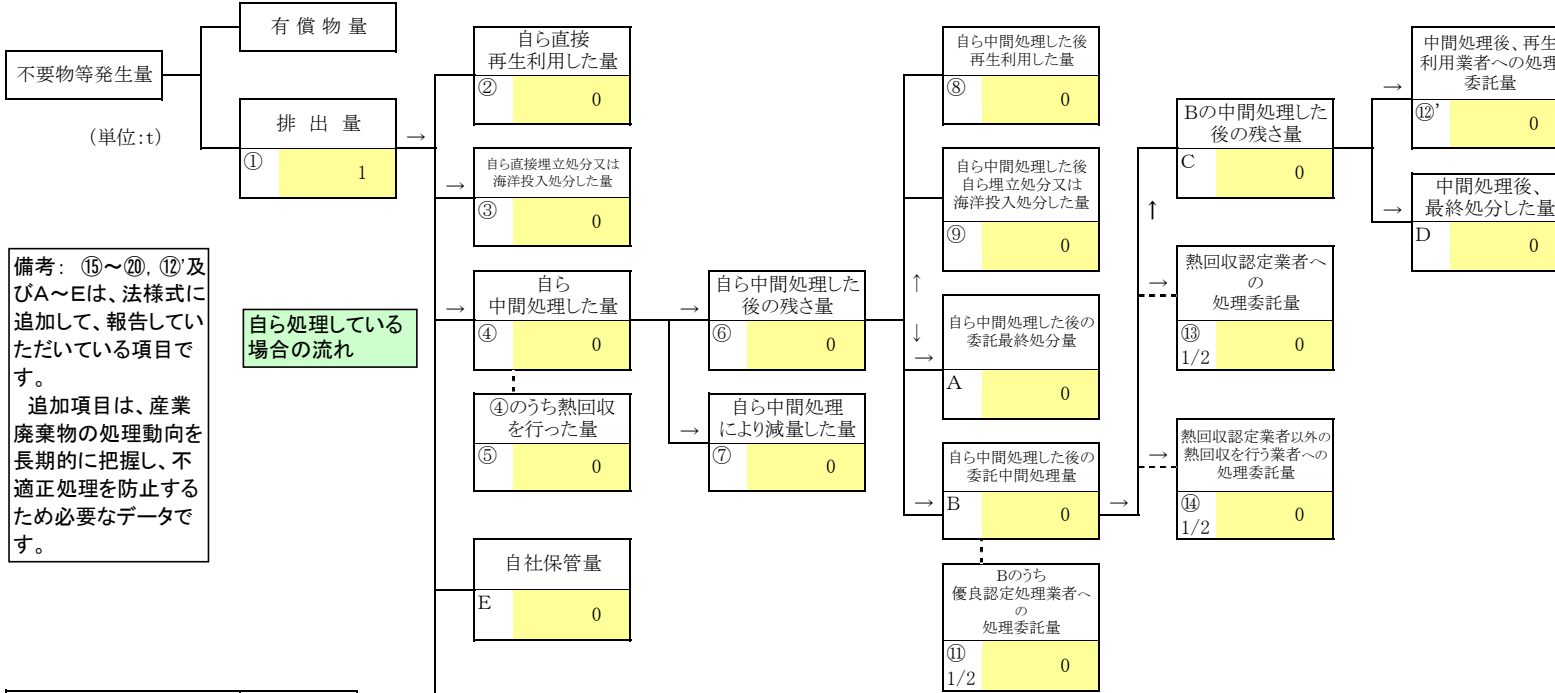 有 償 物 量
不要物等発生量
(単位:t)
排 出 量
①
1
→
備考： ⑮～⑳, ⑫'及
びA～Eは、法様式に
追加して、報告してい
ただいている項目で
す。
追加項目は、産業
廃棄物の処理動向を
長期的に把握し、不
適正処理を防止する
ため必要なデータで
す。
自ら処理している
場合の流れ
自ら直接
再生利用した量
②
0
→
自ら直接埋立処分又は
海洋投入処分した量
③
0
→
自ら
中間処理した量
④
0
④のうち熱回収
を行った量
⑤
0
自社保管量
E
0
→
自ら中間処理した
後の残さ量
⑥
0
→
自ら中間処理
により減量した量
⑦
0
自ら中間処理した後
再生利用した量
⑧
0
自ら中間処理した後
自ら埋立処分又は
海洋投入処分した量
⑨
0
↑
↓
→
自ら中間処理した後の
委託最終処分量
A
0
→
自ら中間処理した後の
委託中間処理量
B
0
→
Bのうち
優良認定処理業者へ
の
処理委託量
⑪
1/2
0
Bの中間処理した
後の残さ量
C
0
↑
→
熱回収認定業者へ
の
処理委託量
⑬
1/2
0
→
熱回収認定業者以外の
熱回収を行う業者への
処理委託量
⑭
1/2
0
→
中間処理後、再生
利用業者への処理
委託量
⑫'
0
→
中間処理後、
最終処分した量
D
0